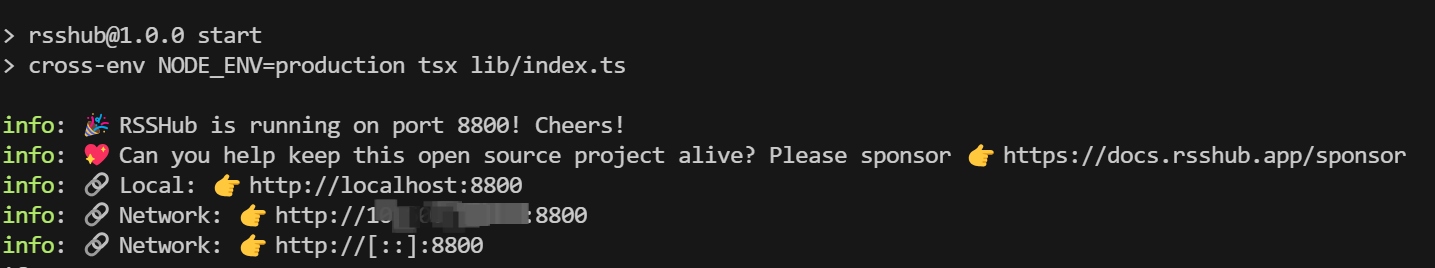 > rsshub@1.0.0 start
> cross-env NODE_ENV=production tsx lib/index.ts
info: 🎉 RSSHub is running on port 8800! Cheers!
info: 💖 Can you help keep this open source project alive? Please sponsor 👉 https://docs.rsshub.app/sponsor
info: 🔗 Local: 👉 http://localhost:8800
info: 🔗 Network: 👉 http://10 :8800
info: 🔗 Network: 👉 http://[::]:8800